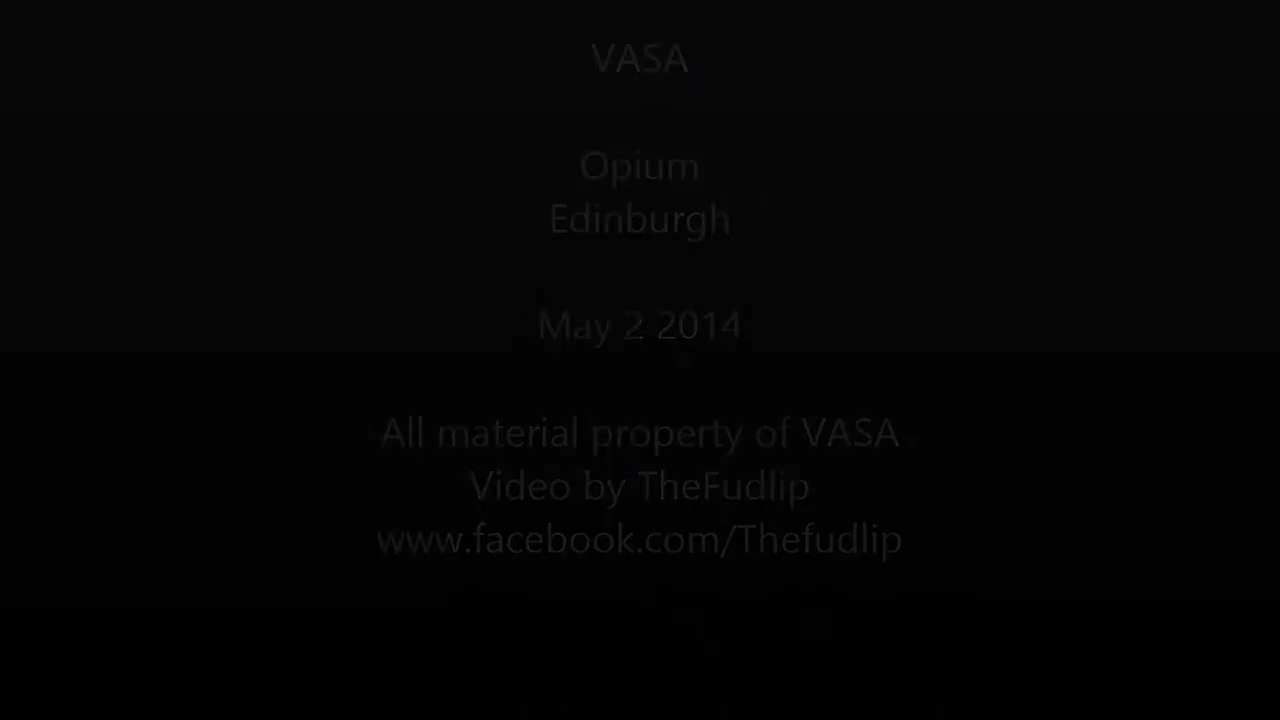 VASA
Opium
Edinburgh
May 2 2014
All material property of VASA
Video by TheFudlip
www.facebook.com/Thefudlip